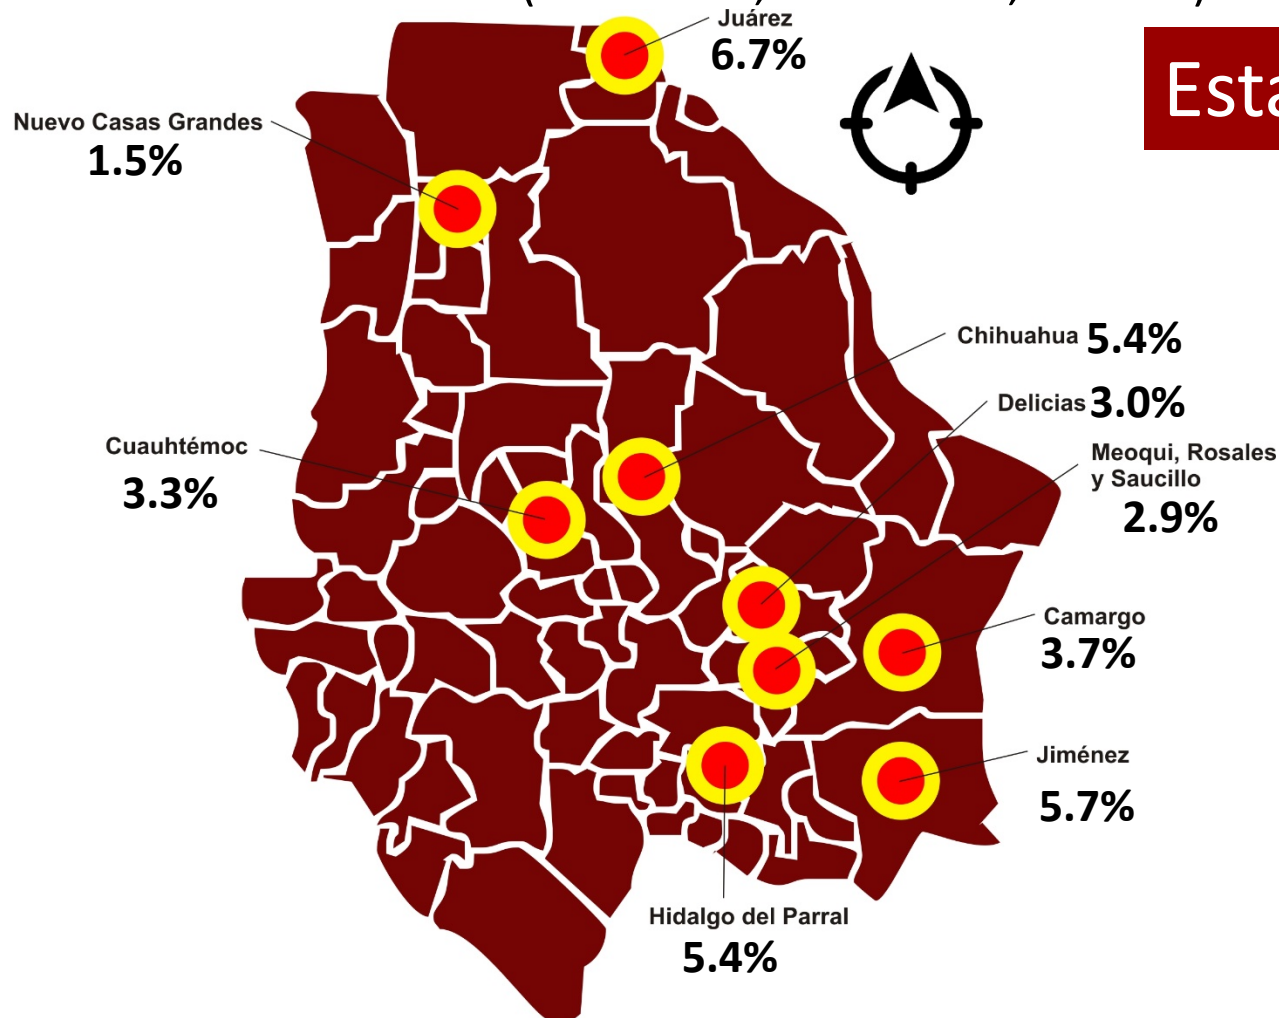 Juárez
6.7%
Nuevo Casas Grandes
1.5%
Chihuahua 5.4%
Delicias 3.0%
Meoqui, Rosales
y Saucillo
2.9%
Cuauhtémoc
3.3%
Camargo
3.7%
Jiménez
5.7%
Hidalgo del Parral
5.4%